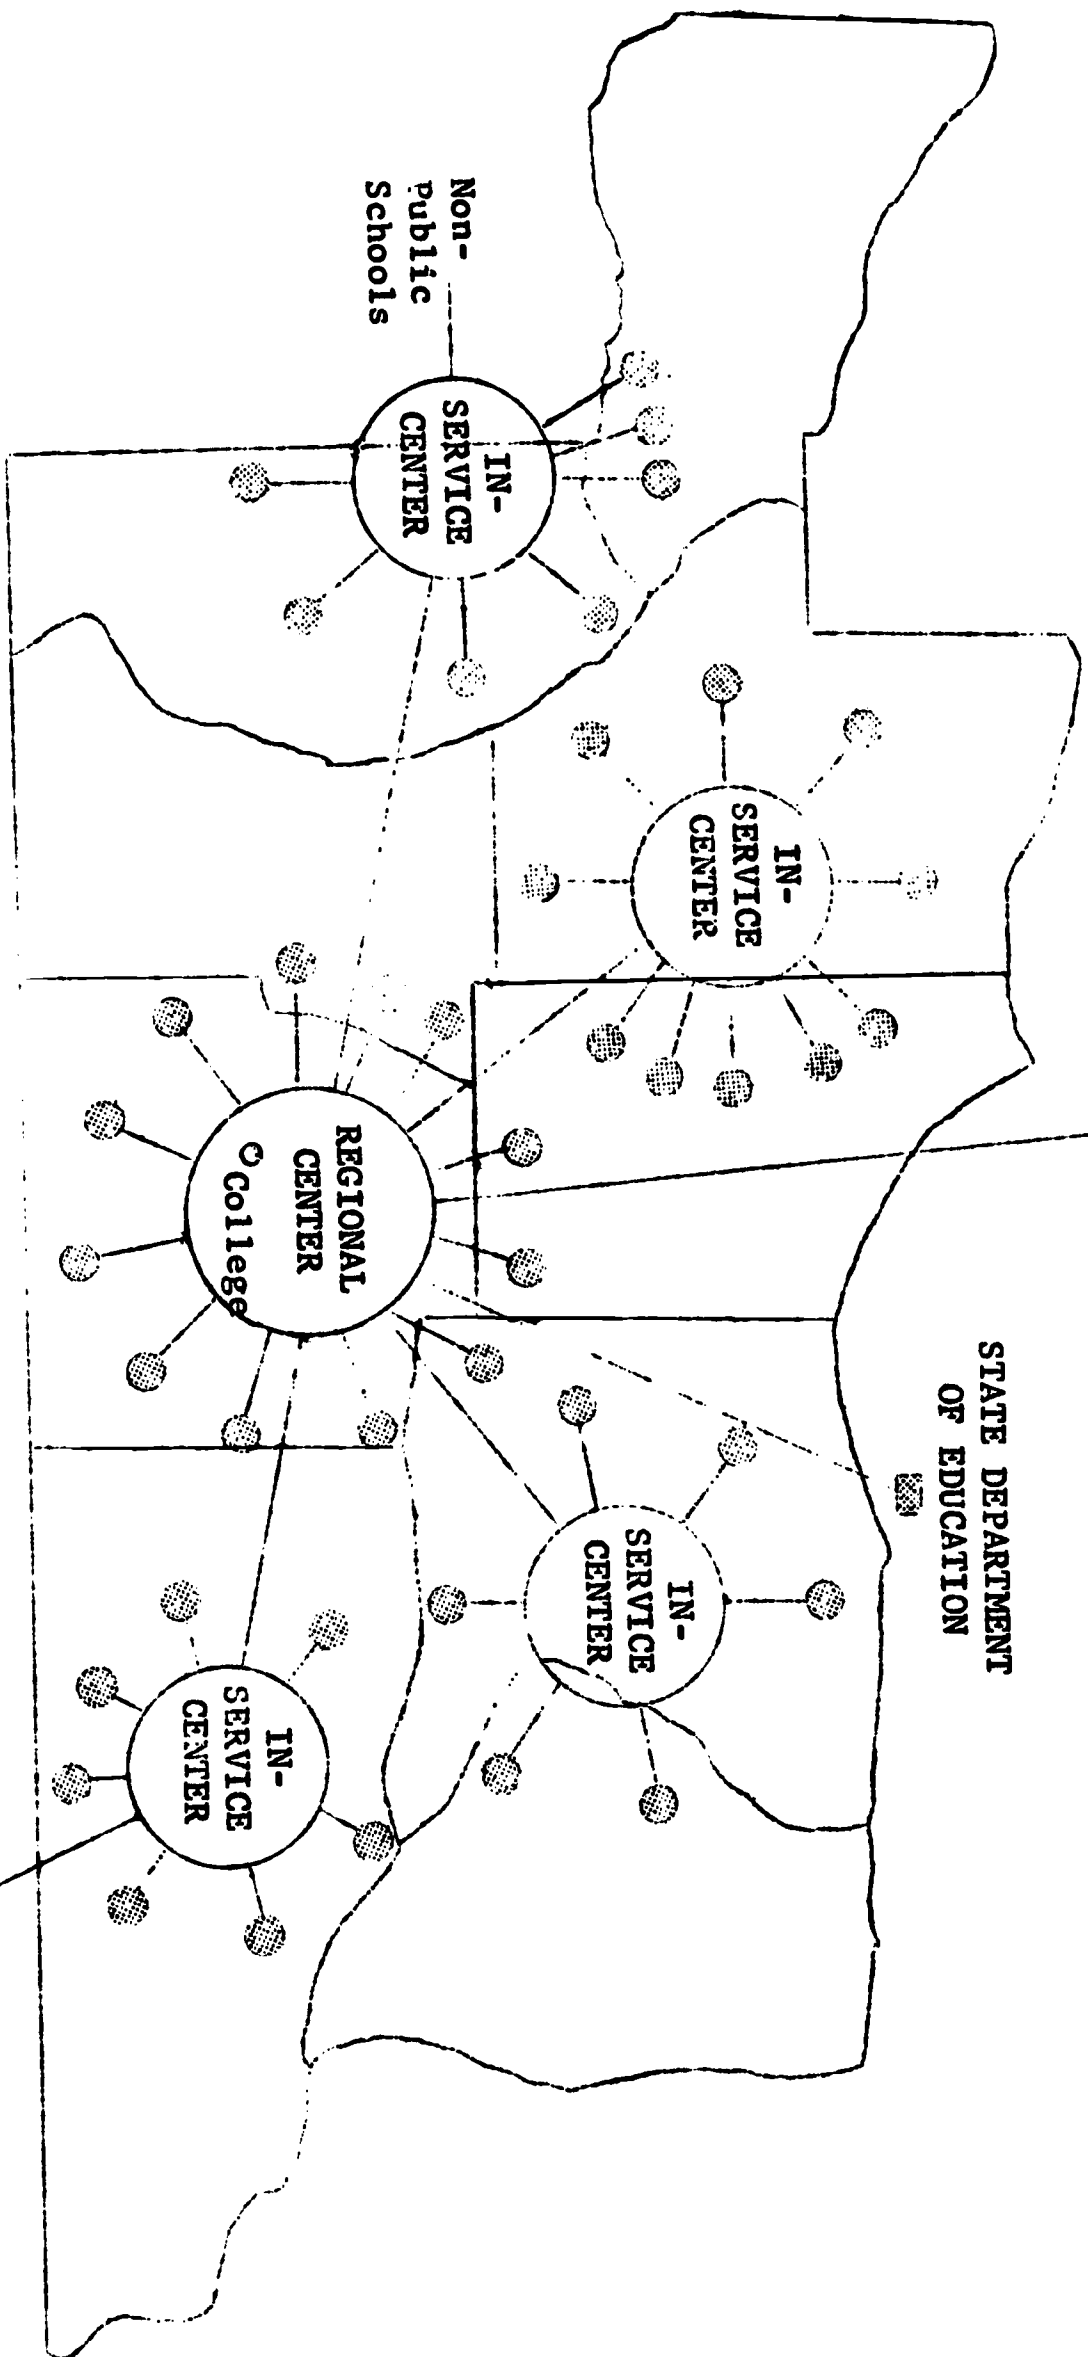 STATE DEPARTMENT
OF EDUCATION
IN-
SERVICE
CENTER
IN-
SERVICE
CENTER
IN-
SERVICE
CENTER
Non-
Public
Schools
REGIONAL
CENTER
College
IN-
SERVICE
CENTER